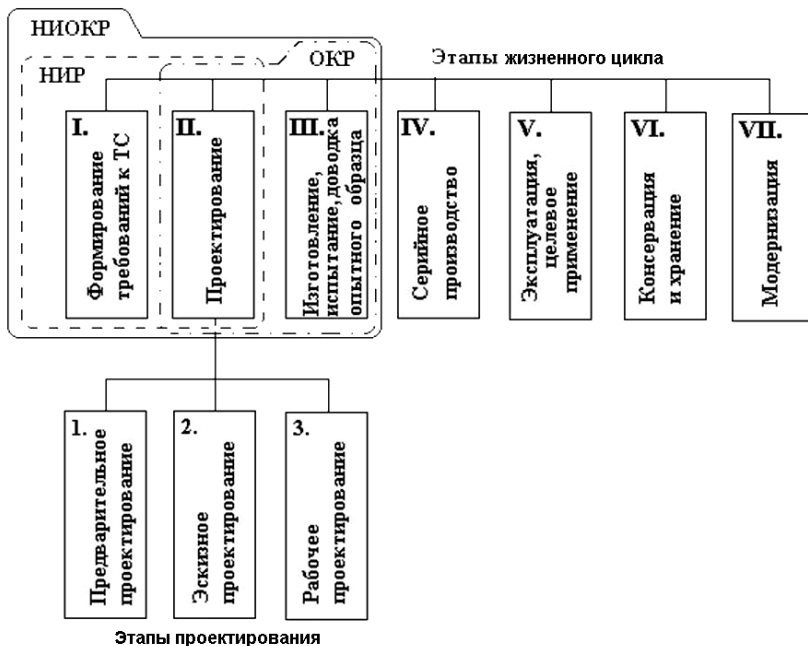 НИОКР
НИР
ОКР
Этапы жизненного цикла
I.
Формирование
требований к ТС
II.
Проектирование
III.
Изготовление,
испытание, доводка
опытного образца
IV.
Серийное
производство
V.
Эксплуатация,
целевое
применение
VI.
Консервация
и хранение
VII.
Модернизация
1.
Предварительное
проектирование
2.
Эскизное
проектирование
3.
Рабочее
проектирование
Этапы проектирования